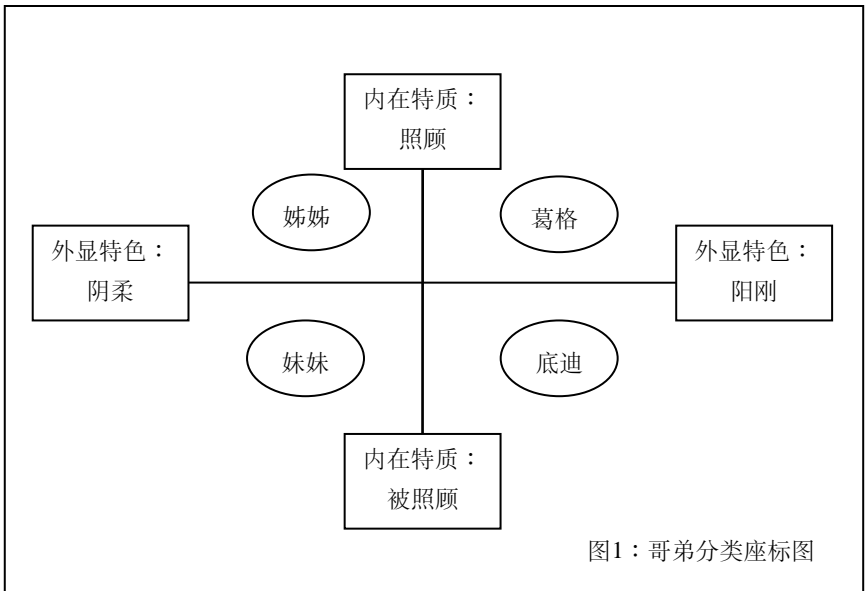 内在特质：
照顾
姊姊
葛格
外显特色：
阴柔
外显特色：
阳刚
妹妹
底迪
内在特质：
被照顾
图1：哥弟分类座标图